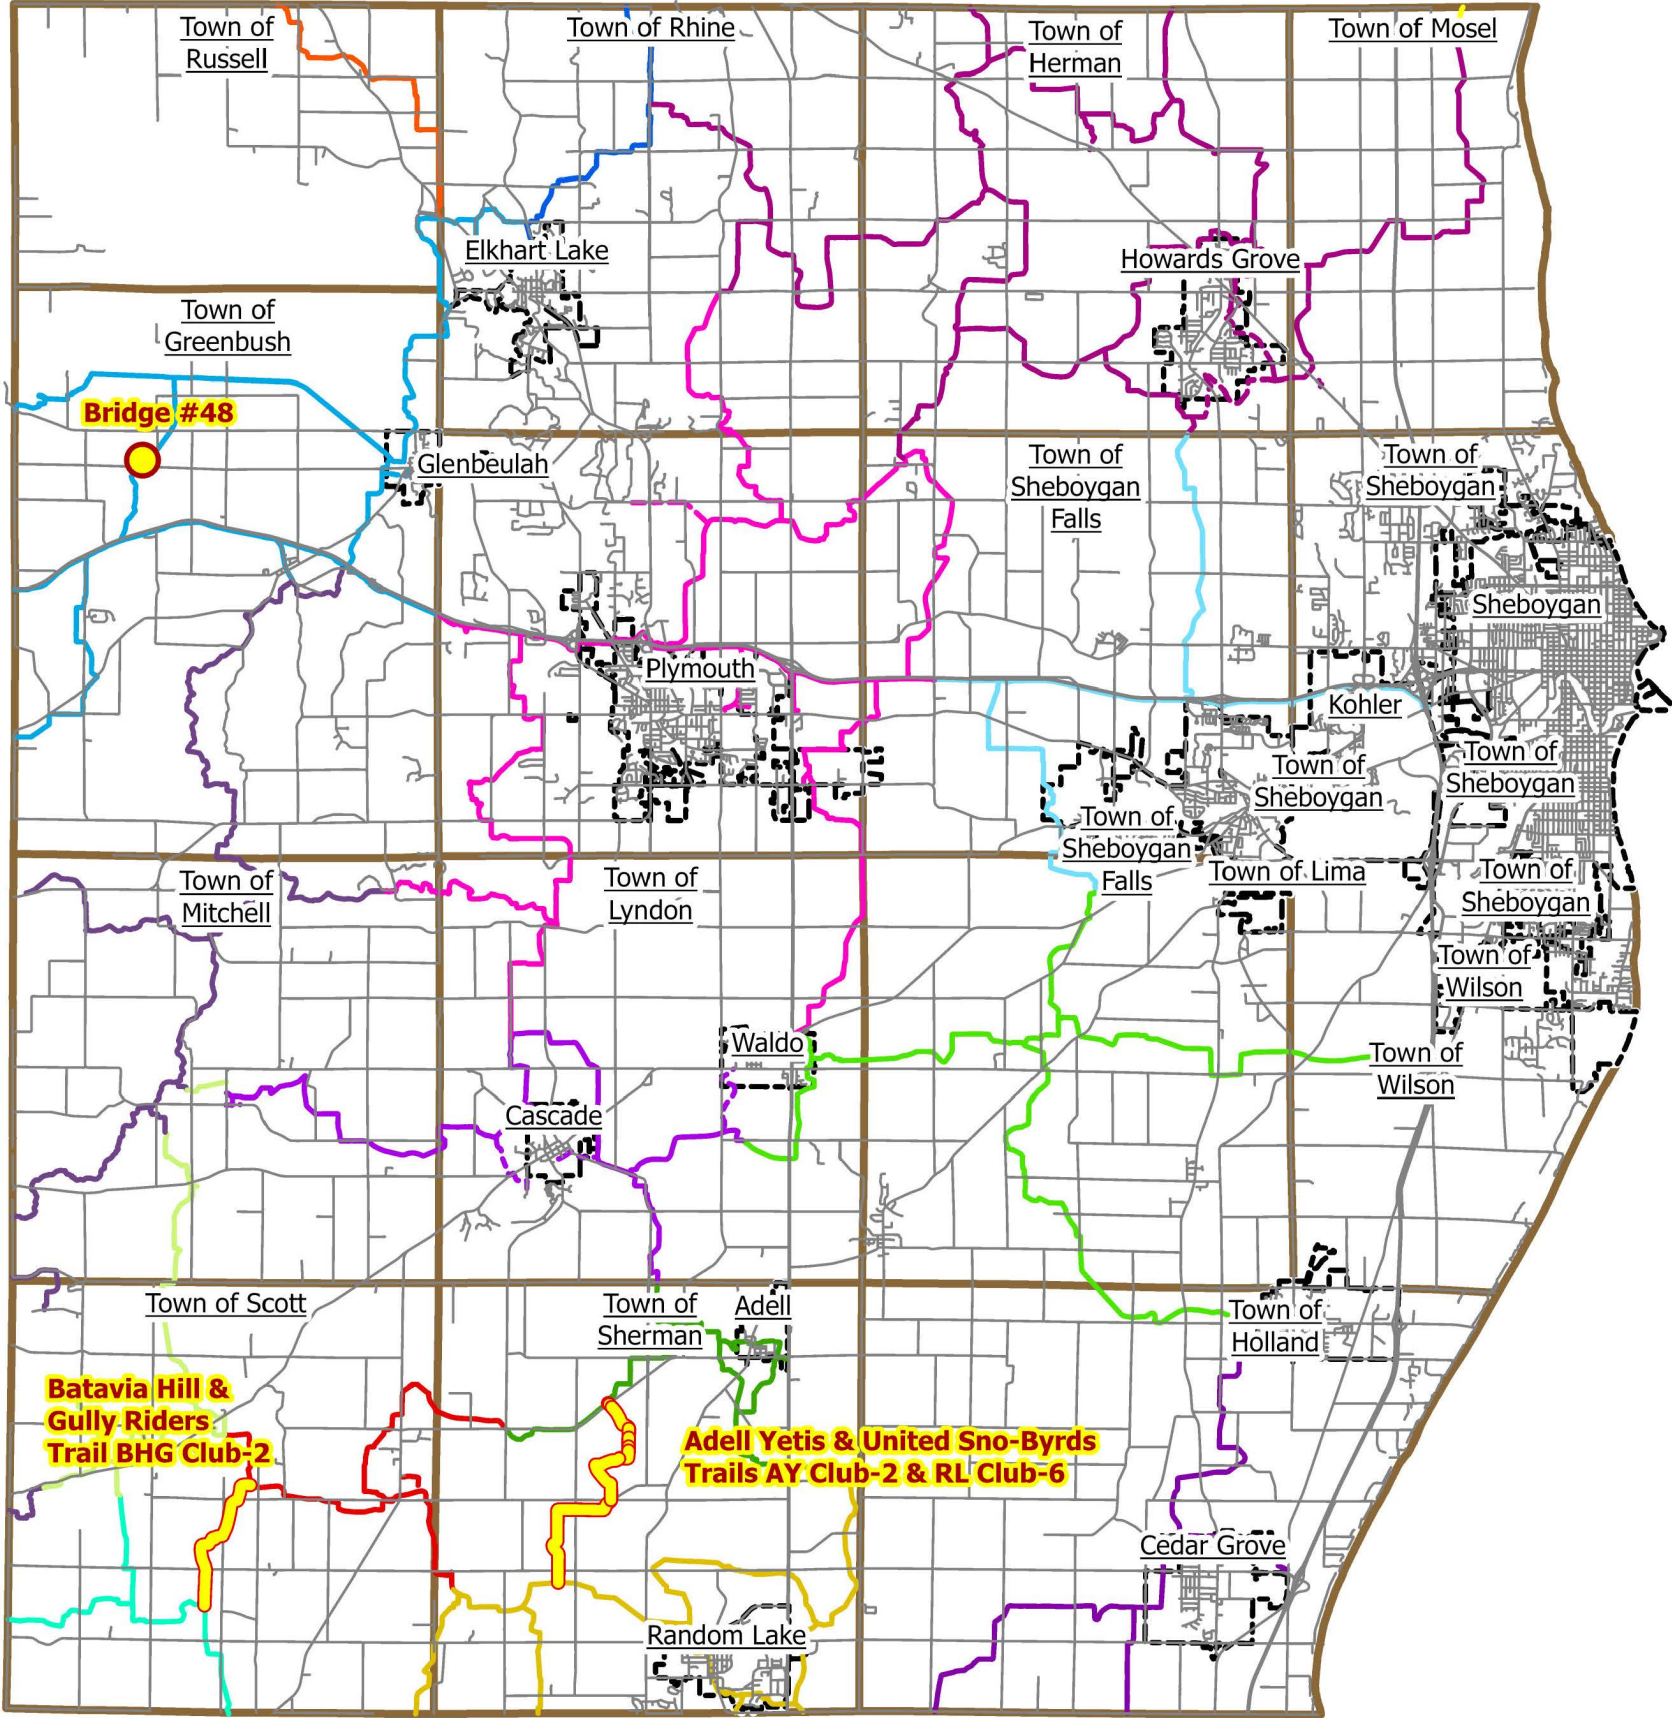 Town of
Russell
Town of Rhine
Town of
Herman
Town of Mosel
Elkhart Lake
Howards Grove
Town of
Greenbush
Bridge #48
Glenbeulah
Town of
Sheboygan
Falls
Town of
Sheboygan
Sheboygan
Plymouth
Kohler
Town of
Sheboygan
Town of
Sheboygan
Town of
Sheboygan
Falls
Town of Lima
Town of
Sheboygan
Town of
Mitchell
Town of
Lyndon
Town of
Wilson
Waldo
Town of
Wilson
Cascade
Town of Scott
Town of
Sherman
Adell
Town of
Holland
Batavia Hill &
Gully Riders
Trail BHG Club-2
Adell Yetis & United Sno-Byrds
Trails AY Club-2 & RL Club-6
Cedar Grove
Random Lake